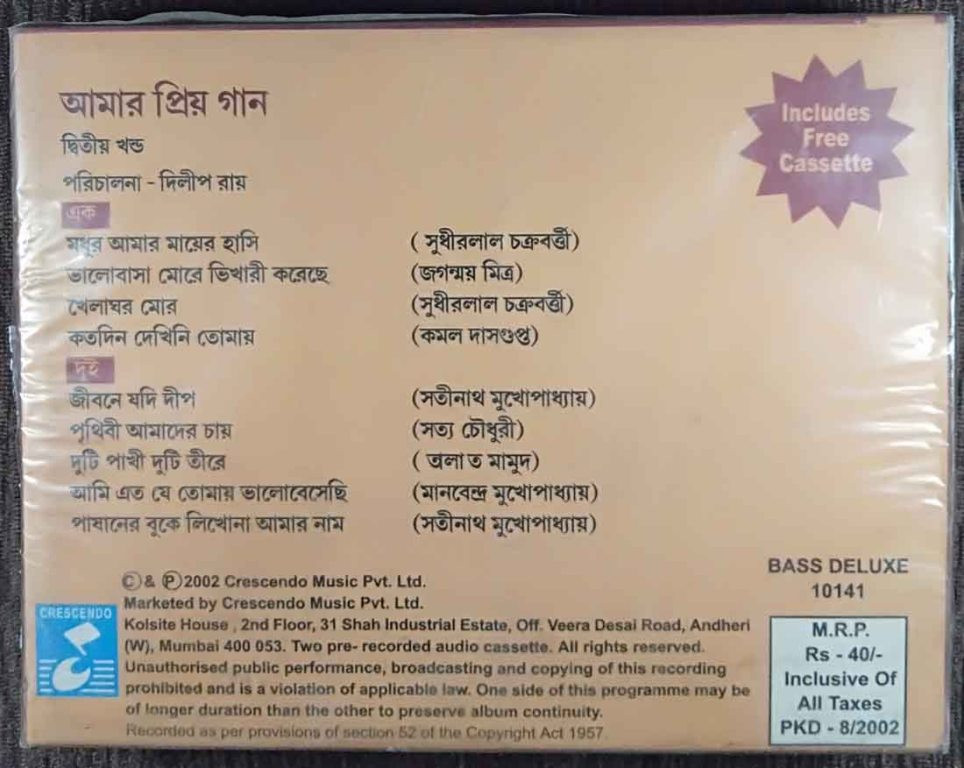 আমার প্রিয় গান
দ্বিতীয় খন্ড
পরিচালনা - দিলীপ রায়
Includes
Free
Cassette
এক
মধুর আমার মায়ের হাসি ( সুধীরলাল চক্রবর্ত্তী)
ভালোবাসা মোরে ভিখারী করেছে (জগন্ময় মিত্র)
খেলাঘর মোর (সুধীরলাল চক্রবর্ত্তী)
কতদিন দেখিনি তোমায় (কমল দাসগুপ্ত)
দুই
জীবনে যদি দীপ (সতীনাথ মুখোপাধ্যায়)
পৃথিবী আমাদের চায় (সত্য চৌধুরী)
দুটি পাখী দুটি তীরে ( তালাত মামুদ)
আমি এত যে তোমায় ভালোবেসেছি (মানবেন্দ্র মুখোপাধ্যায়)
পাষানের বুকে লিখোনা আমার নাম (সতীনাথ মুখোপাধ্যায়)
Ⓒ & Ⓟ 2002 Crescendo Music Pvt. Ltd.
Marketed by Crescendo Music Pvt. Ltd.
Kolsite House , 2nd Floor, 31 Shah Industrial Estate, Off. Veera Desai Road, Andheri
(W), Mumbai 400 053. Two pre- recorded audio cassette. All rights reserved.
Unauthorised public performance, broadcasting and copying of this recording
prohibited and is a violation of applicable law. One side of this programme may be
of longer duration than the other to preserve album continuity.
Recorded as per provisions of section 52 of the Copyright Act 1957.
CRESCENDO
BASS DELUXE
10141
M.R.P.
Rs - 40/-
Inclusive Of
All Taxes
PKD - 8/2002